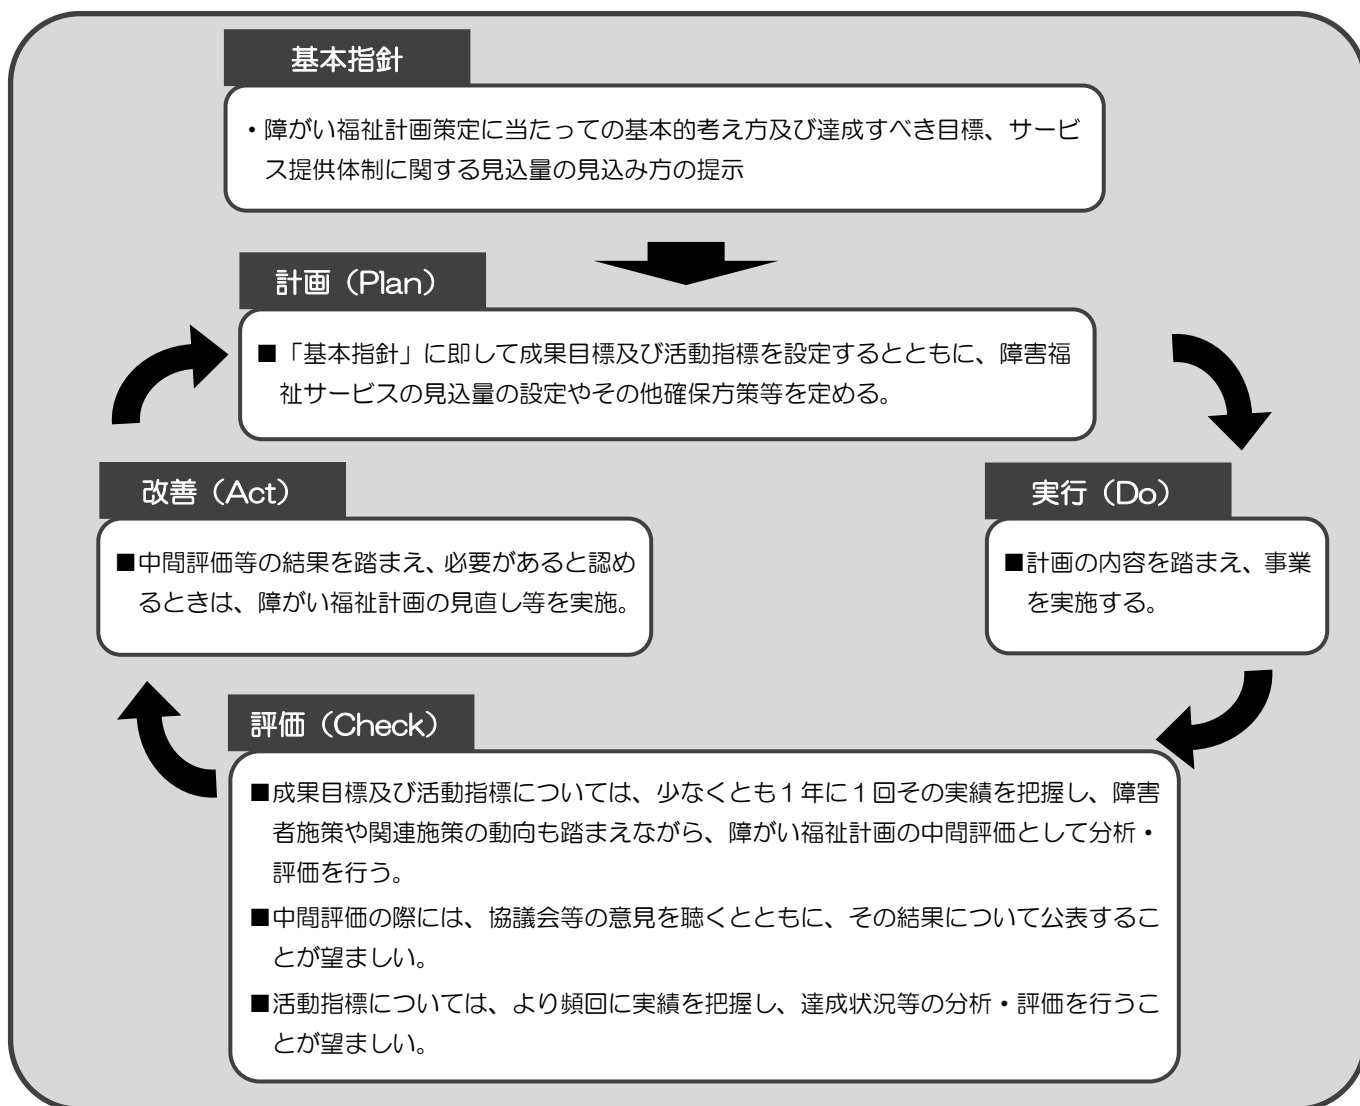 基本指針
・障がい福祉計画策定に当たっての基本的考え方及び達成すべき目標、サービ
ス提供体制に関する見込量の見込み方の提示
計画（Plan）
■「基本指針」に即して成果目標及び活動指標を設定するとともに、障害福
祉サービスの見込量の設定やその他確保方策等を定める。
改善（Act）
■中間評価等の結果を踏まえ、必要があると認め
るときは、障がい福祉計画の見直し等を実施。
実行（Do）
■計画の内容を踏まえ、事業
を実施する。
評価（Check）
■成果目標及び活動指標については、少なくとも１年に１回その実績を把握し、障害
者施策や関連施策の動向も踏まえながら、障がい福祉計画の中間評価として分析・
評価を行う。
■中間評価の際には、協議会等の意見を聴くとともに、その結果について公表するこ
とが望ましい。
■活動指標については、より頻回に実績を把握し、達成状況等の分析・評価を行うこ
とが望ましい。